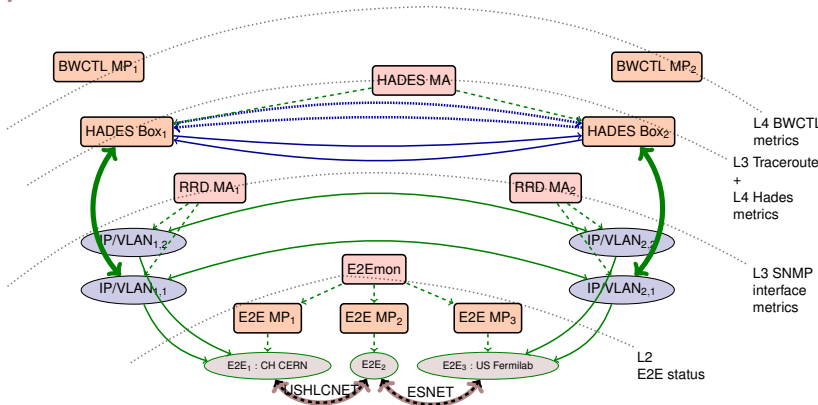 BWCTL MP₁
BWCTL MP₂
HADES MA
L4 BWCTL
metrics
HADES Box₁
HADES Box₂
L3 Traceroute
+
L4 Hades
metrics
RRD MA₁
RRD MA₂
IP/VLAN₁,₂
IP/VLAN₂,₂
E2Emon
L3 SNMP
interface
metrics
IP/VLAN₁,₁
IP/VLAN₂,₁
E2E MP₁
E2E MP₂
E2E MP₃
L2
E2E status
E2E₁ : CH CERN
E2E₂
E2E₃ : US Fermilab
USHLCNET
ESNET